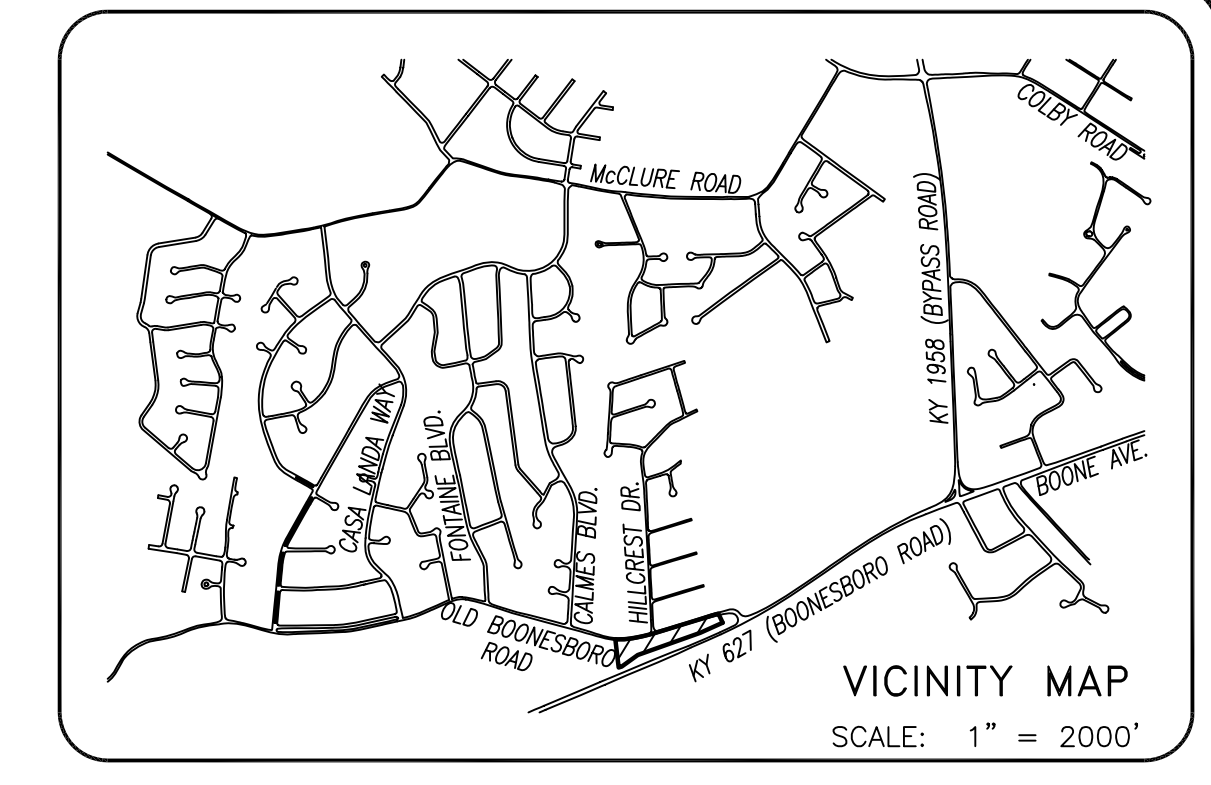 COLBY ROAD
McCLURE ROAD
KY 1958 (BYPASS ROAD)
CASA LANDA WAY
FONTAINE BLVD.
CALMES BLVD.
HILLCREST DR.
BOONE AVE.
OLD BOONESBORO
ROAD
KY 627 (BOONESBORO ROAD)
VICINITY MAP
SCALE: 1" = 2000'